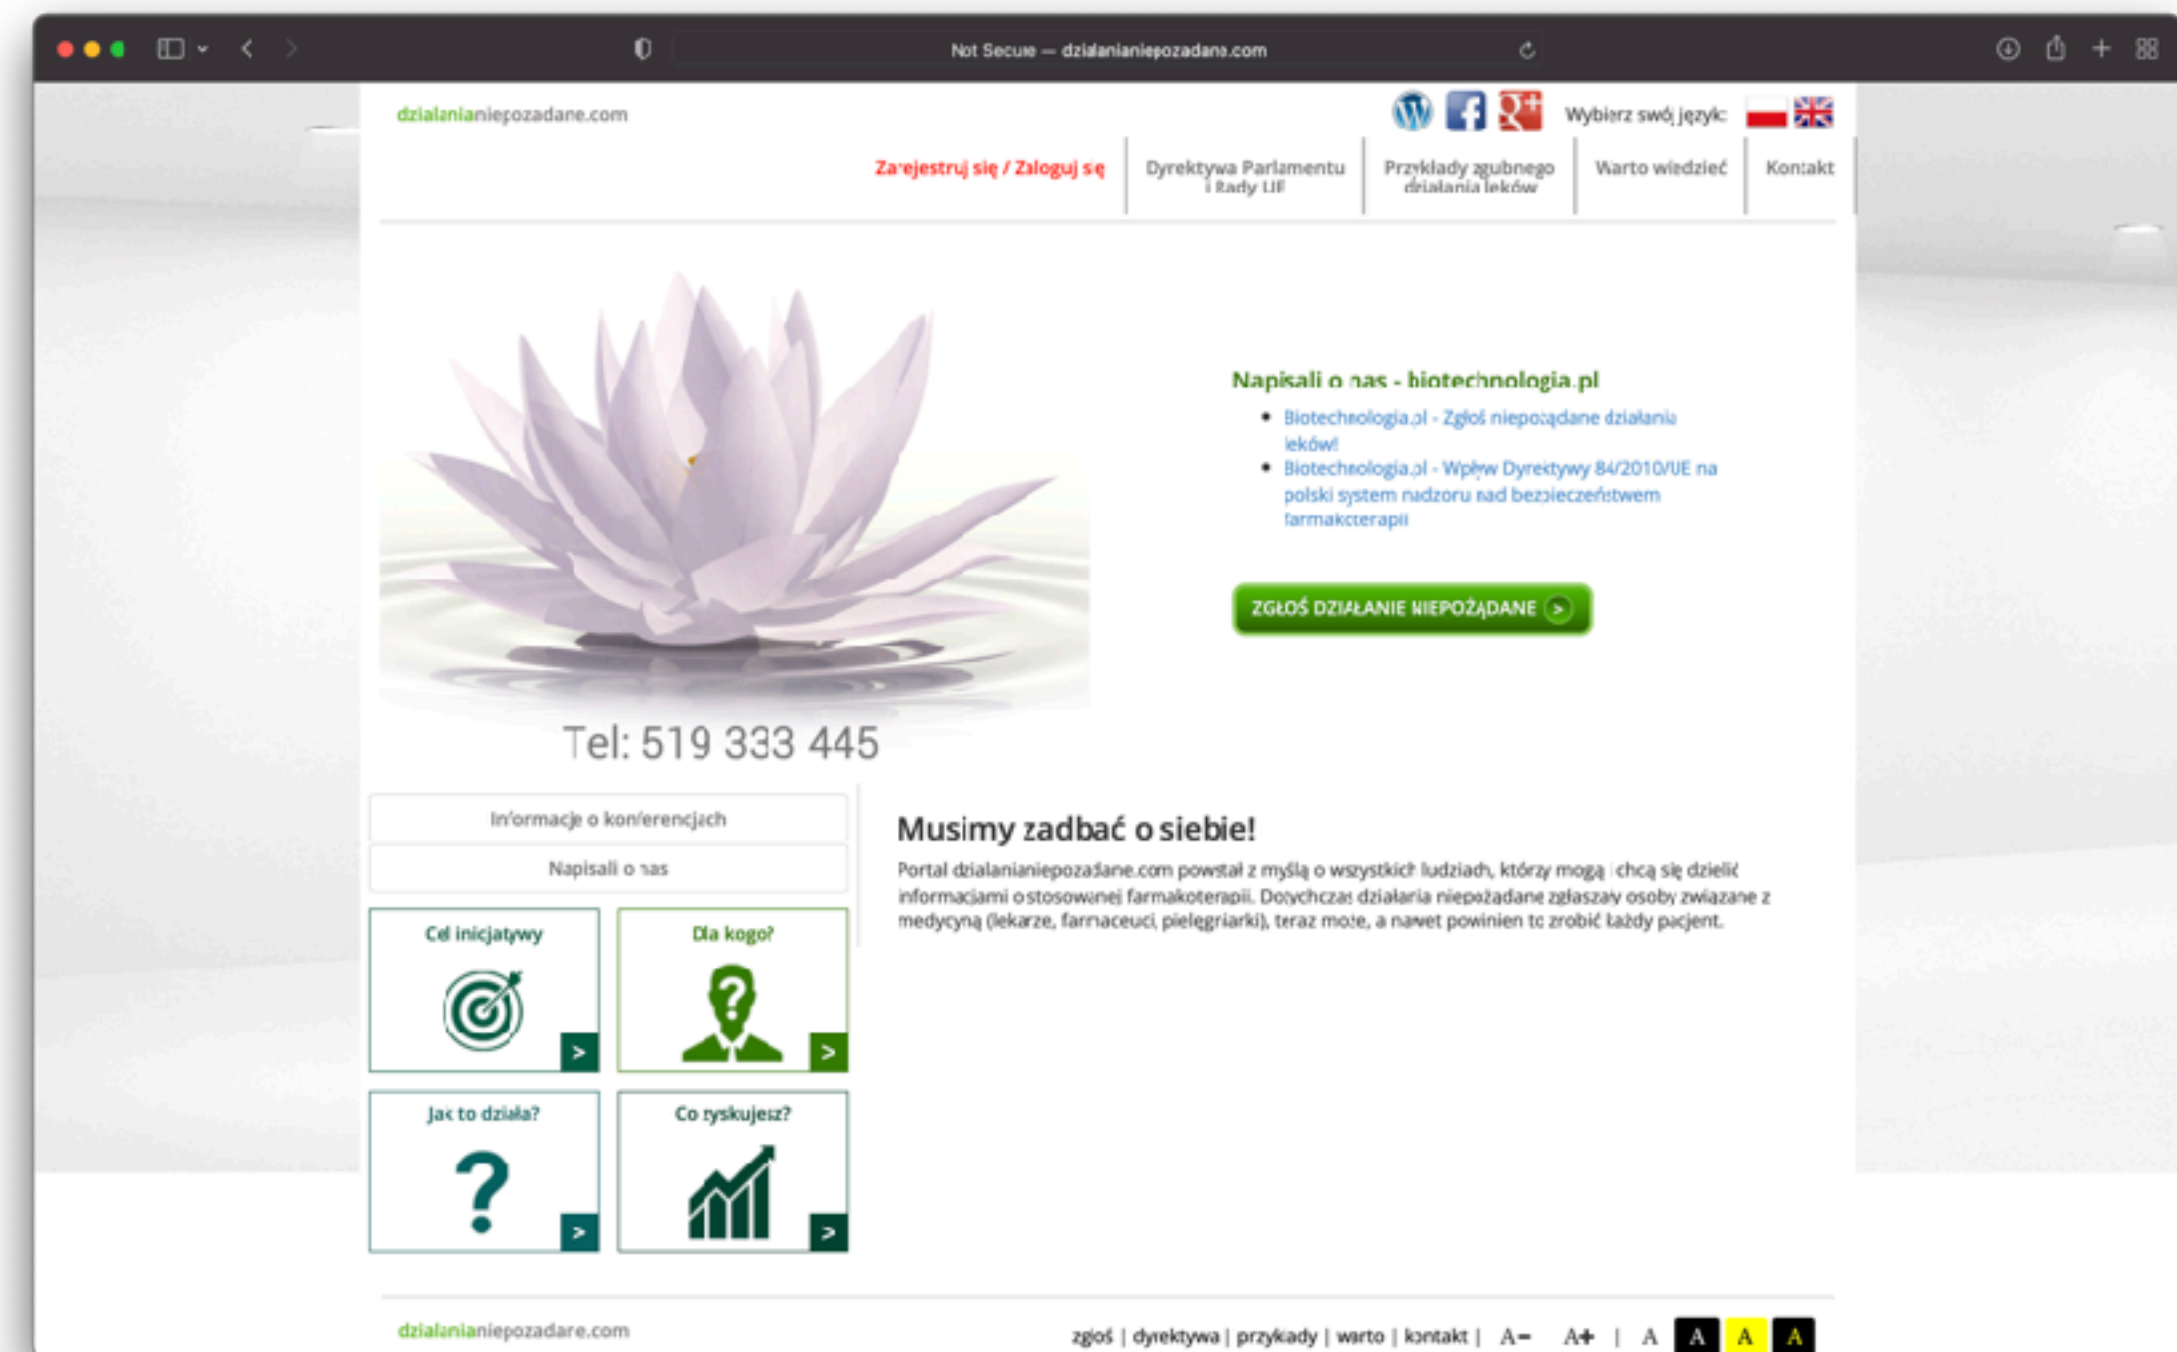 Not Secure — dzialanianiepozadane.com
dzialanianiepozadane.com
Wybierz swój język:
Zarejestruj się / Zaloguj się
Dyrektywa Parlamentu
i Rady UE
Przykłady zgubnego
działania leków
Warto wiedzieć
Kontakt
Napisali o nas - biotechnologia.pl
• Biotechnologia.pl - Zgłoś niepożądane działania
leków!
• Biotechnologia.pl - Wpływ Dyrektywy 84/2010/UE na
polski system nadzoru nad bezpieczeństwem
farmakoterapii
ZGŁOŚ DZIAŁANIE NIEPOŻĄDANE >
Tel: 519 333 445
Informacje o konferencjach
Napisali o nas
Musimy zadbać o siebie!
Portal dzialanianiepozadane.com powstał z myślą o wszystkich ludziach, którzy mogą i chcą się dzielić
informacjami o stosowanej farmakoterapii. Dotychczas działania niepożądane zgłaszały osoby związane z
medycyną (lekarze, farmaceuci, pielęgniarki), teraz może, a nawet powinien to zrobić każdy pacjent.
Cel inicjatywy
>
Dla kogo?
>
Jak to działa?
>
Co zyskujesz?
>
dzialanianiepozadane.com
zgłoś | dyrektywa | przykłady | warto | kontakt | A- A+ | A A A A